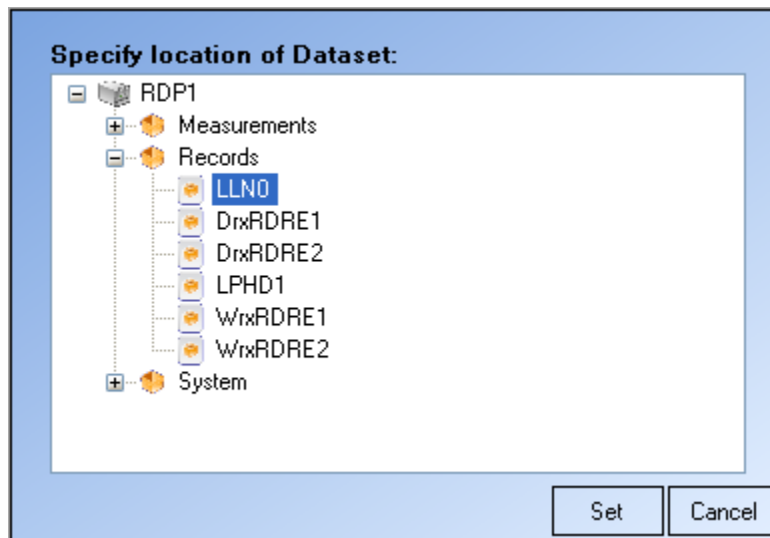 Specify location of Dataset:
RDP1
Measurements
Records
LLN0
DrxRDRE1
DrxRDRE2
LPHD1
WrxRDRE1
WrxRDRE2
System
Set Cancel